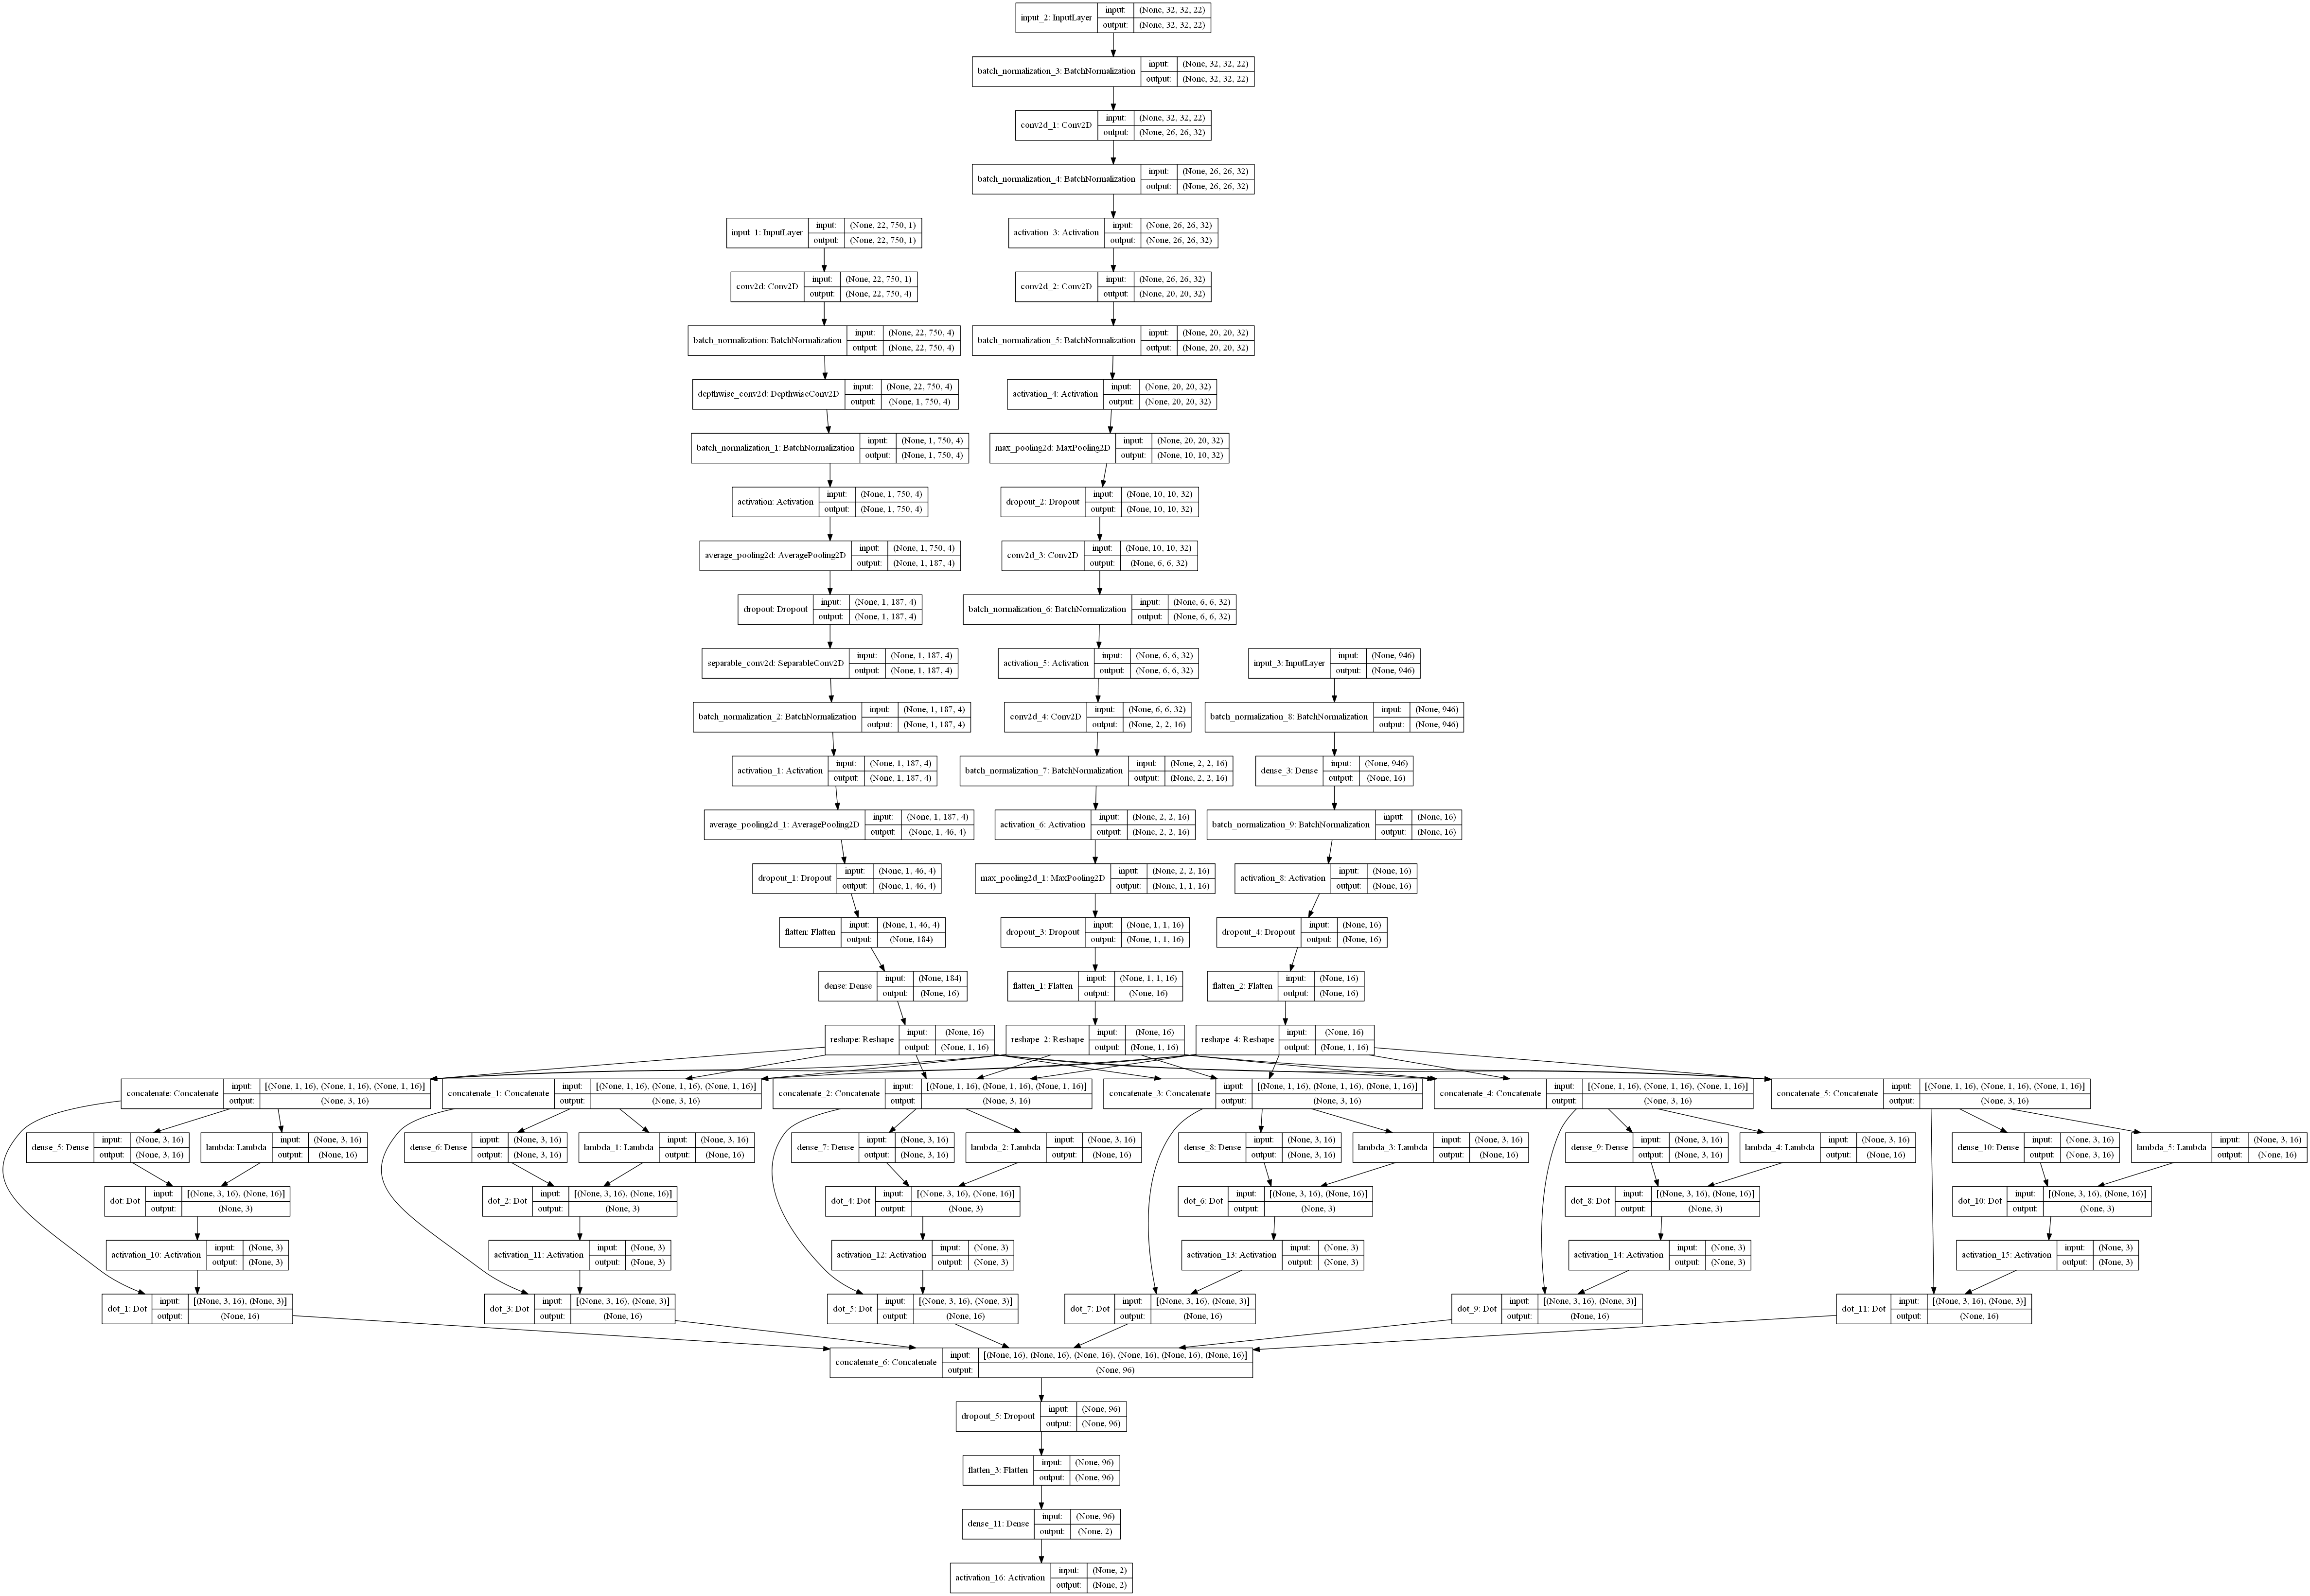 input_2: InputLayer
input: (None, 32, 32, 22)
output: (None, 32, 32, 22)
batch_normalization_3: BatchNormalization
input: (None, 32, 32, 22)
output: (None, 32, 32, 22)
conv2d_1: Conv2D
input: (None, 32, 32, 22)
output: (None, 26, 26, 32)
batch_normalization_4: BatchNormalization
input: (None, 26, 26, 32)
output: (None, 26, 26, 32)
input_1: InputLayer
input: (None, 22, 750, 1)
output: (None, 22, 750, 1)
activation_3: Activation
input: (None, 26, 26, 32)
output: (None, 26, 26, 32)
conv2d: Conv2D
input: (None, 22, 750, 1)
output: (None, 22, 750, 4)
conv2d_2: Conv2D
input: (None, 26, 26, 32)
output: (None, 20, 20, 32)
batch_normalization: BatchNormalization
input: (None, 22, 750, 4)
output: (None, 22, 750, 4)
batch_normalization_5: BatchNormalization
input: (None, 20, 20, 32)
output: (None, 20, 20, 32)
depthwise_conv2d: DepthwiseConv2D
input: (None, 22, 750, 4)
output: (None, 1, 750, 4)
activation_4: Activation
input: (None, 20, 20, 32)
output: (None, 20, 20, 32)
batch_normalization_1: BatchNormalization
input: (None, 1, 750, 4)
output: (None, 1, 750, 4)
max_pooling2d: MaxPooling2D
input: (None, 20, 20, 32)
output: (None, 10, 10, 32)
activation: Activation
input: (None, 1, 750, 4)
output: (None, 1, 750, 4)
dropout_2: Dropout
input: (None, 10, 10, 32)
output: (None, 10, 10, 32)
average_pooling2d: AveragePooling2D
input: (None, 1, 750, 4)
output: (None, 1, 187, 4)
conv2d_3: Conv2D
input: (None, 10, 10, 32)
output: (None, 6, 6, 32)
dropout: Dropout
input: (None, 1, 187, 4)
output: (None, 1, 187, 4)
batch_normalization_6: BatchNormalization
input: (None, 6, 6, 32)
output: (None, 6, 6, 32)
separable_conv2d: SeparableConv2D
input: (None, 1, 187, 4)
output: (None, 1, 187, 4)
activation_5: Activation
input: (None, 6, 6, 32)
output: (None, 6, 6, 32)
input_3: InputLayer
input: (None, 946)
output: (None, 946)
batch_normalization_2: BatchNormalization
input: (None, 1, 187, 4)
output: (None, 1, 187, 4)
conv2d_4: Conv2D
input: (None, 6, 6, 32)
output: (None, 2, 2, 16)
batch_normalization_8: BatchNormalization
input: (None, 946)
output: (None, 946)
activation_1: Activation
input: (None, 1, 187, 4)
output: (None, 1, 187, 4)
batch_normalization_7: BatchNormalization
input: (None, 2, 2, 16)
output: (None, 2, 2, 16)
dense_3: Dense
input: (None, 946)
output: (None, 16)
average_pooling2d_1: AveragePooling2D
input: (None, 1, 187, 4)
output: (None, 1, 46, 4)
activation_6: Activation
input: (None, 2, 2, 16)
output: (None, 2, 2, 16)
batch_normalization_9: BatchNormalization
input: (None, 16)
output: (None, 16)
dropout_1: Dropout
input: (None, 1, 46, 4)
output: (None, 1, 46, 4)
max_pooling2d_1: MaxPooling2D
input: (None, 2, 2, 16)
output: (None, 1, 1, 16)
activation_8: Activation
input: (None, 16)
output: (None, 16)
flatten: Flatten
input: (None, 1, 46, 4)
output: (None, 184)
dropout_3: Dropout
input: (None, 1, 1, 16)
output: (None, 1, 1, 16)
dropout_4: Dropout
input: (None, 16)
output: (None, 16)
dense: Dense
input: (None, 184)
output: (None, 16)
flatten_1: Flatten
input: (None, 1, 1, 16)
output: (None, 16)
flatten_2: Flatten
input: (None, 16)
output: (None, 16)
reshape: Reshape
input: (None, 16)
output: (None, 1, 16)
reshape_2: Reshape
input: (None, 16)
output: (None, 1, 16)
reshape_4: Reshape
input: (None, 16)
output: (None, 1, 16)
concatenate: Concatenate
input: [(None, 1, 16), (None, 1, 16), (None, 1, 16)]
output: (None, 3, 16)
concatenate_1: Concatenate
input: [(None, 1, 16), (None, 1, 16), (None, 1, 16)]
output: (None, 3, 16)
concatenate_2: Concatenate
input: [(None, 1, 16), (None, 1, 16), (None, 1, 16)]
output: (None, 3, 16)
concatenate_3: Concatenate
input: [(None, 1, 16), (None, 1, 16), (None, 1, 16)]
output: (None, 3, 16)
concatenate_4: Concatenate
input: [(None, 1, 16), (None, 1, 16), (None, 1, 16)]
output: (None, 3, 16)
concatenate_5: Concatenate
input: [(None, 1, 16), (None, 1, 16), (None, 1, 16)]
output: (None, 3, 16)
dense_5: Dense
input: (None, 3, 16)
output: (None, 3, 16)
lambda: Lambda
input: (None, 3, 16)
output: (None, 16)
dense_6: Dense
input: (None, 3, 16)
output: (None, 3, 16)
lambda_1: Lambda
input: (None, 3, 16)
output: (None, 16)
dense_7: Dense
input: (None, 3, 16)
output: (None, 3, 16)
lambda_2: Lambda
input: (None, 3, 16)
output: (None, 16)
dense_8: Dense
input: (None, 3, 16)
output: (None, 3, 16)
lambda_3: Lambda
input: (None, 3, 16)
output: (None, 16)
dense_9: Dense
input: (None, 3, 16)
output: (None, 3, 16)
lambda_4: Lambda
input: (None, 3, 16)
output: (None, 16)
dense_10: Dense
input: (None, 3, 16)
output: (None, 3, 16)
lambda_5: Lambda
input: (None, 3, 16)
output: (None, 16)
dot: Dot
input: [(None, 3, 16), (None, 16)]
output: (None, 3)
dot_2: Dot
input: [(None, 3, 16), (None, 16)]
output: (None, 3)
dot_4: Dot
input: [(None, 3, 16), (None, 16)]
output: (None, 3)
dot_6: Dot
input: [(None, 3, 16), (None, 16)]
output: (None, 3)
dot_8: Dot
input: [(None, 3, 16), (None, 16)]
output: (None, 3)
dot_10: Dot
input: [(None, 3, 16), (None, 16)]
output: (None, 3)
activation_10: Activation
input: (None, 3)
output: (None, 3)
activation_11: Activation
input: (None, 3)
output: (None, 3)
activation_12: Activation
input: (None, 3)
output: (None, 3)
activation_13: Activation
input: (None, 3)
output: (None, 3)
activation_14: Activation
input: (None, 3)
output: (None, 3)
activation_15: Activation
input: (None, 3)
output: (None, 3)
dot_1: Dot
input: [(None, 3, 16), (None, 3)]
output: (None, 16)
dot_3: Dot
input: [(None, 3, 16), (None, 3)]
output: (None, 16)
dot_5: Dot
input: [(None, 3, 16), (None, 3)]
output: (None, 16)
dot_7: Dot
input: [(None, 3, 16), (None, 3)]
output: (None, 16)
dot_9: Dot
input: [(None, 3, 16), (None, 3)]
output: (None, 16)
dot_11: Dot
input: [(None, 3, 16), (None, 3)]
output: (None, 16)
concatenate_6: Concatenate
input: [(None, 16), (None, 16), (None, 16), (None, 16), (None, 16), (None, 16)]
output: (None, 96)
dropout_5: Dropout
input: (None, 96)
output: (None, 96)
flatten_3: Flatten
input: (None, 96)
output: (None, 96)
dense_11: Dense
input: (None, 96)
output: (None, 2)
activation_16: Activation
input: (None, 2)
output: (None, 2)